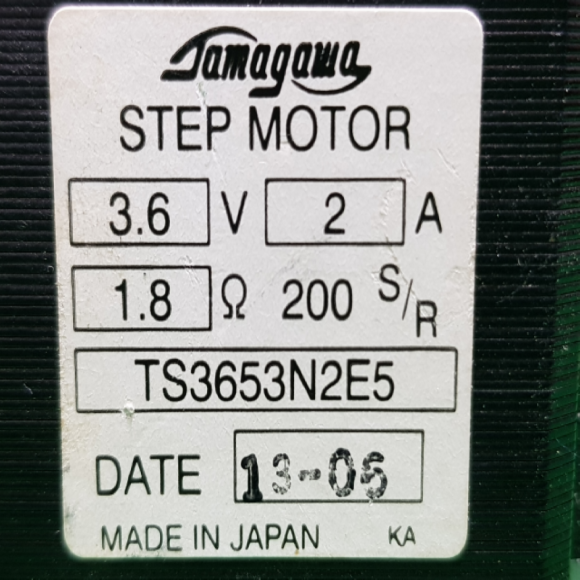 Tamagawa
STEP MOTOR
3.6 V 2 A
1.8 Ω 200 S/R
TS3653N2E5
DATE 13-05
MADE IN JAPAN KA